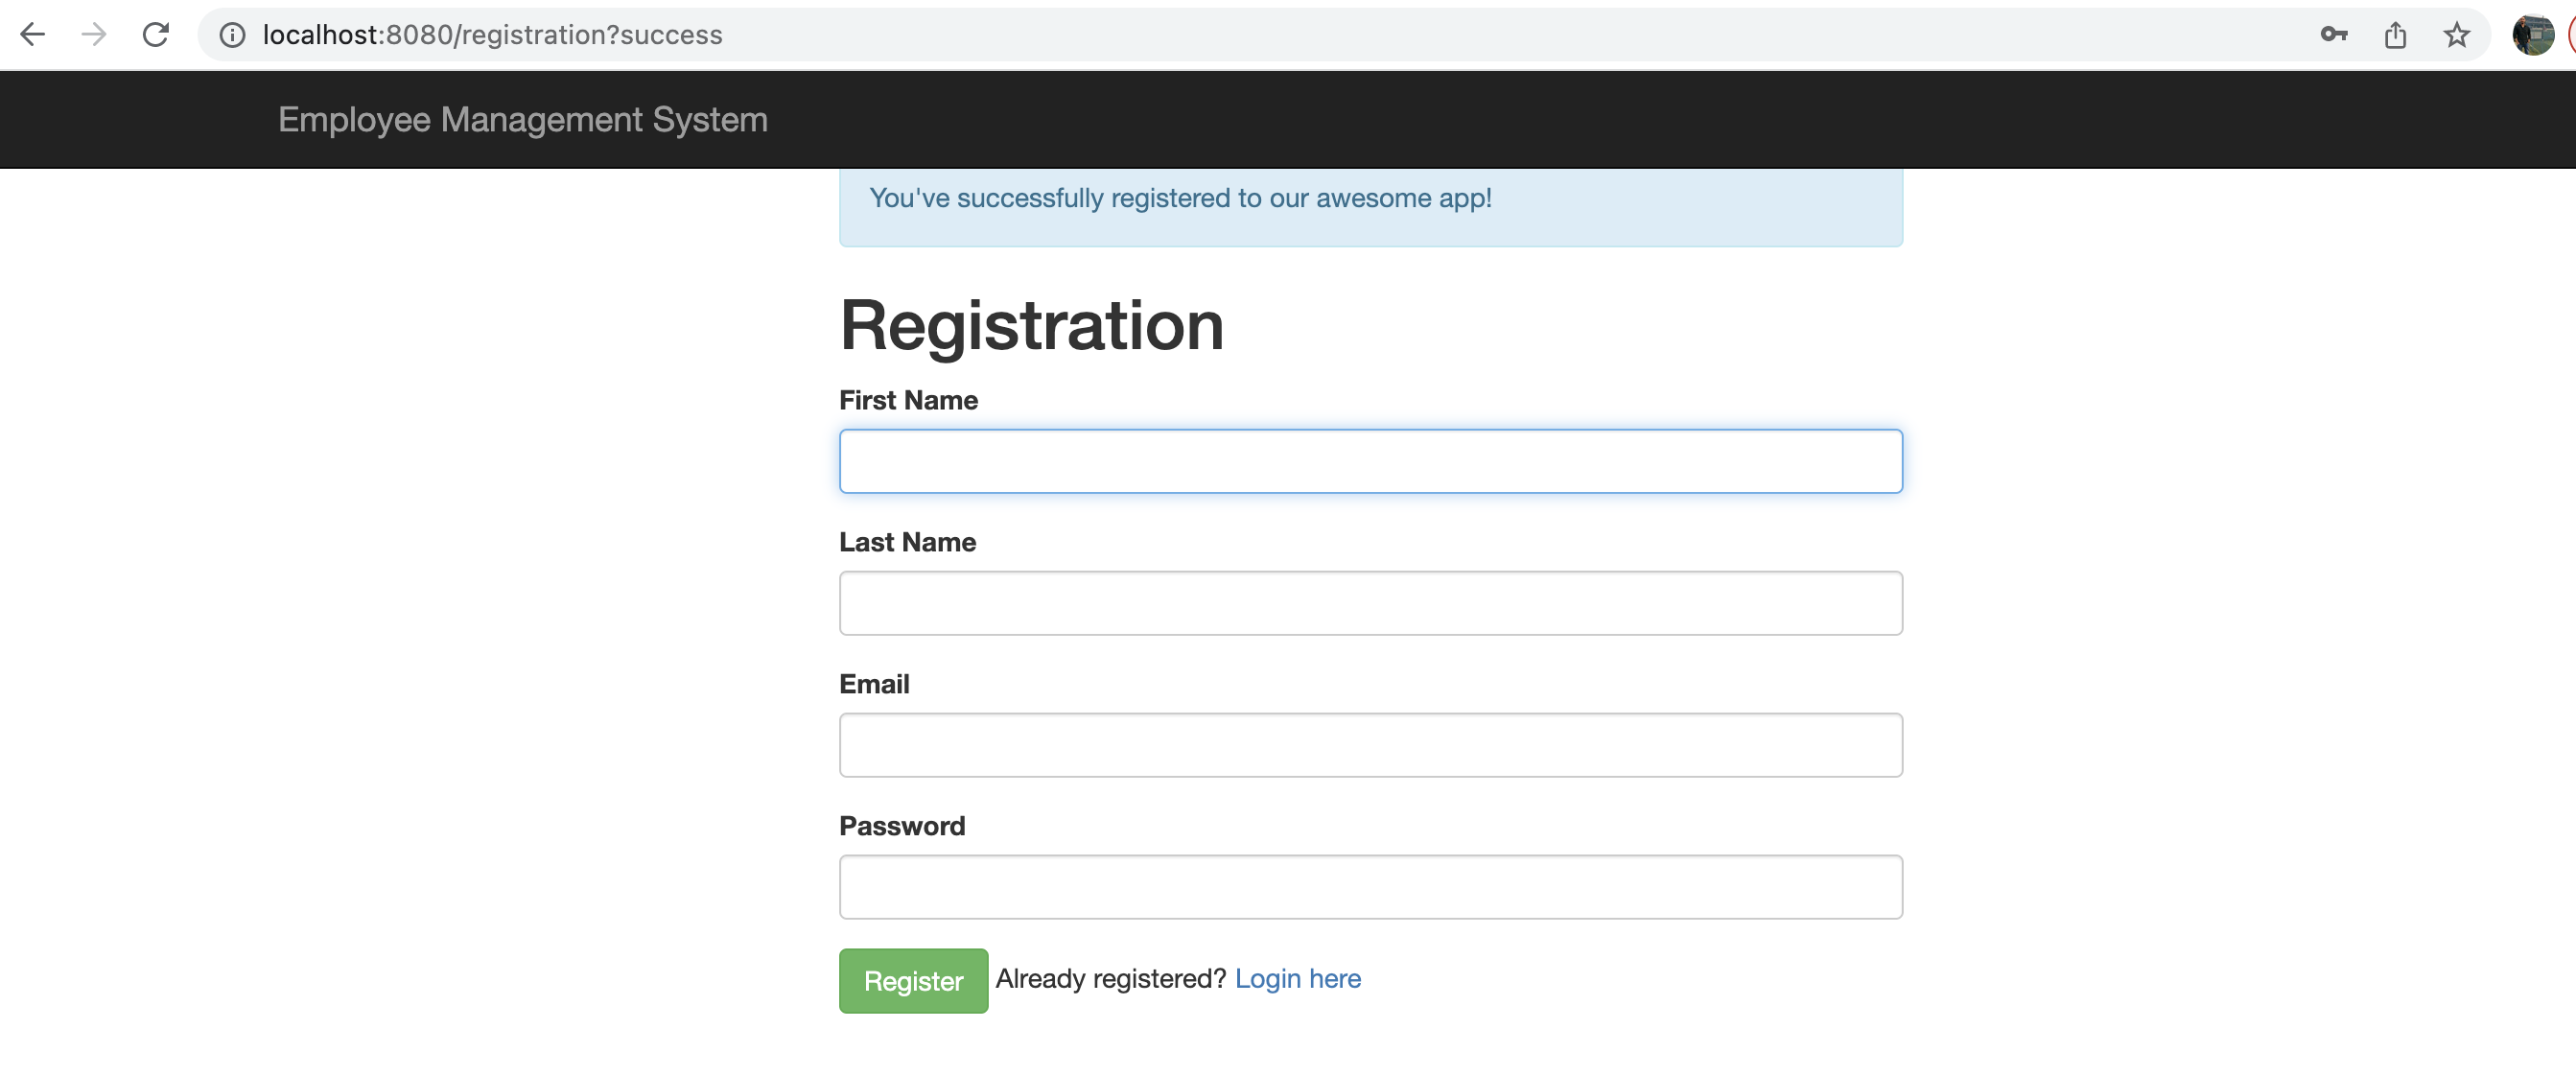 localhost:8080/registration?success
Employee Management System
You've successfully registered to our awesome app!
Registration
First Name
Last Name
Email
Password
Register Already registered? Login here